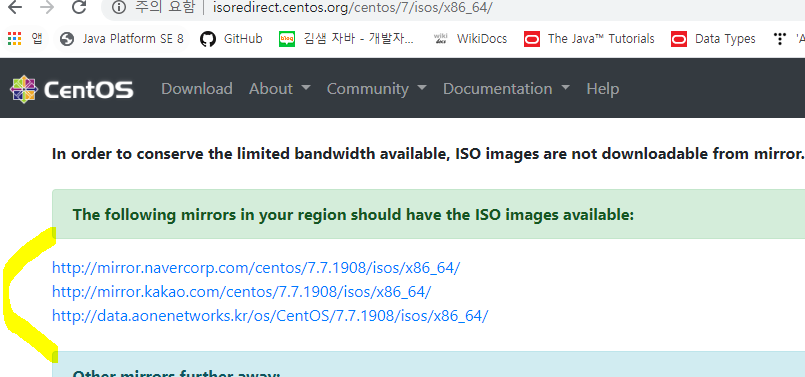 주의 요함 isoredirect.centos.org/centos/7/isos/x86_64/
앱 Java Platform SE 8 GitHub 김샘 자바 - 개발자... WikiDocs The Java™ Tutorials Data Types 'A
CentOS Download About Community Documentation Help
In order to conserve the limited bandwidth available, ISO images are not downloadable from mirror.
The following mirrors in your region should have the ISO images available:
http://mirror.navercorp.com/centos/7.7.1908/isos/x86_64/
http://mirror.kakao.com/centos/7.7.1908/isos/x86_64/
http://data.aonenetworks.kr/os/CentOS/7.7.1908/isos/x86_64/
Other mirrors further away: